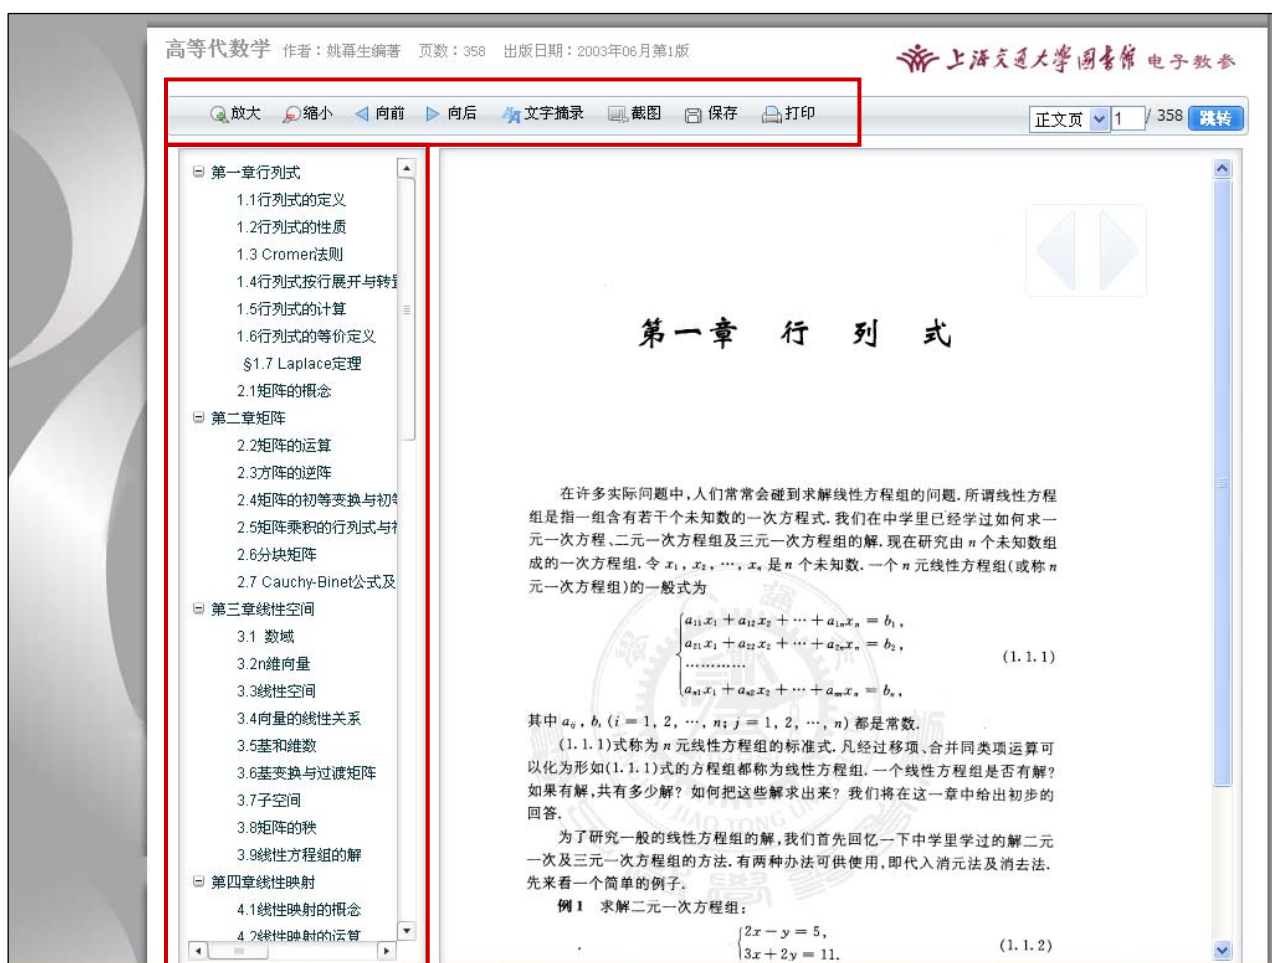 高等代数学 作者：姚幕生编著 页数：358 出版日期：2003年06月第1版
上海交通大学图书馆 电子教参
放大 缩小 向前 向后 文字摘录 截图 保存 打印
正文页 1 / 358 跳转
第一章行列式
1.1行列式的定义
1.2行列式的性质
1.3 Cromer法则
1.4行列式按行展开与转
1.5行列式的计算
1.6行列式的等价定义
§1.7 Laplace定理
2.1矩阵的概念
第二章矩阵
2.2矩阵的运算
2.3方阵的逆阵
2.4矩阵的初等变换与初
2.5矩阵乘积的行列式与
2.6分块矩阵
2.7 Cauchy-Binet公式及
第三章线性空间
3.1 数域
3.2n维向量
3.3线性空间
3.4向量的线性关系
3.5基和维数
3.6基变换与过渡矩阵
3.7子空间
3.8矩阵的秩
3.9线性方程组的解
第四章线性映射
4.1线性映射的概念
4.2线性映射的运算
第一章 行 列 式
在许多实际问题中,人们常常会碰到求解线性方程组的问题.所谓线性方程
组是指一组含有若干个未知数的一次方程式.我们在中学里已经学过如何求一
元一次方程、二元一次方程组及三元一次方程组的解.现在研究由 n 个未知数组
成的一次方程组.令 x₁, x₂, ⋯, xₙ 是 n 个未知数.一个 n 元线性方程组(或称 n
元一次方程组)的一般式为
a₁₁x₁ + a₁₂x₂ + ⋯ + a₁ₙxₙ = b₁,
a₂₁x₁ + a₂₂x₂ + ⋯ + a₂ₙxₙ = b₂,
⋯⋯⋯⋯
aₙ₁x₁ + aₙ₂x₂ + ⋯ + aₙₙxₙ = bₙ,
(1.1.1)
其中 aᵢⱼ, bᵢ (i = 1, 2, ⋯, n; j = 1, 2, ⋯, n) 都是常数.
(1.1.1)式称为 n 元线性方程组的标准式.凡经过移项、合并同类项运算可
以化为形如(1.1.1)式的方程组都称为线性方程组.一个线性方程组是否有解?
如果有解,共有多少解? 如何把这些解求出来? 我们将在这一章中给出初步的
回答.
为了研究一般的线性方程组的解,我们首先回忆一下中学里学过的解二元
一次及三元一次方程组的方法.有两种办法可供使用,即代入消元法及消去法.
先来看一个简单的例子.
例 1 求解二元一次方程组:
2x − y = 5,
3x + 2y = 11.
(1.1.2)